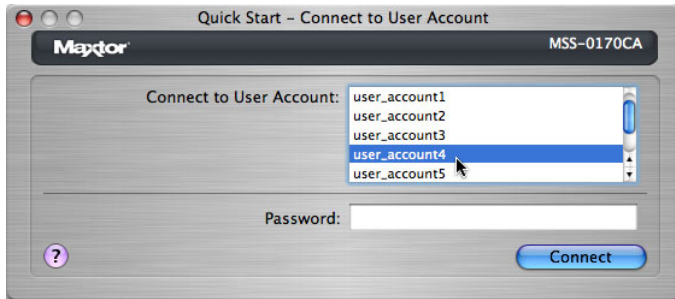 Quick Start – Connect to User Account
Maxtor
MSS-0170CA
Connect to User Account:
user_account1
user_account2
user_account3
user_account4
user_account5
Password:
?
Connect